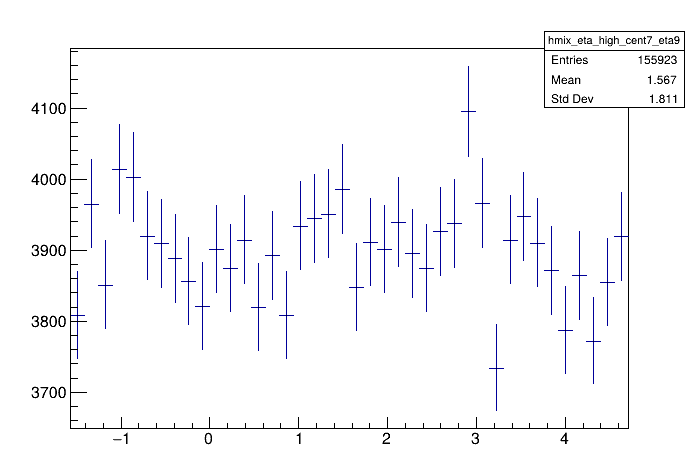 hmix_eta_high_cent7_eta9
Entries 155923
Mean 1.567
Std Dev 1.811
4100
4000
3900
3800
3700
−1 0 1 2 3 4